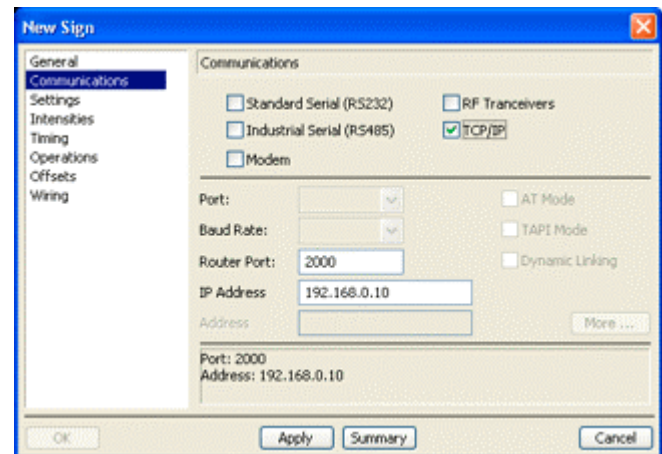 New Sign
General
Communications
Settings
Intensities
Timing
Operations
Offsets
Wiring
Communications
Standard Serial (RS232)
RF Tranceivers
Industrial Serial (RS485)
TCP/IP
Modem
Port:
AT Mode
Baud Rate:
TAPI Mode
Router Port: 2000
Dynamic Linking
IP Address 192.168.0.10
Address
More ...
Port: 2000
Address: 192.168.0.10
OK
Apply
Summary
Cancel